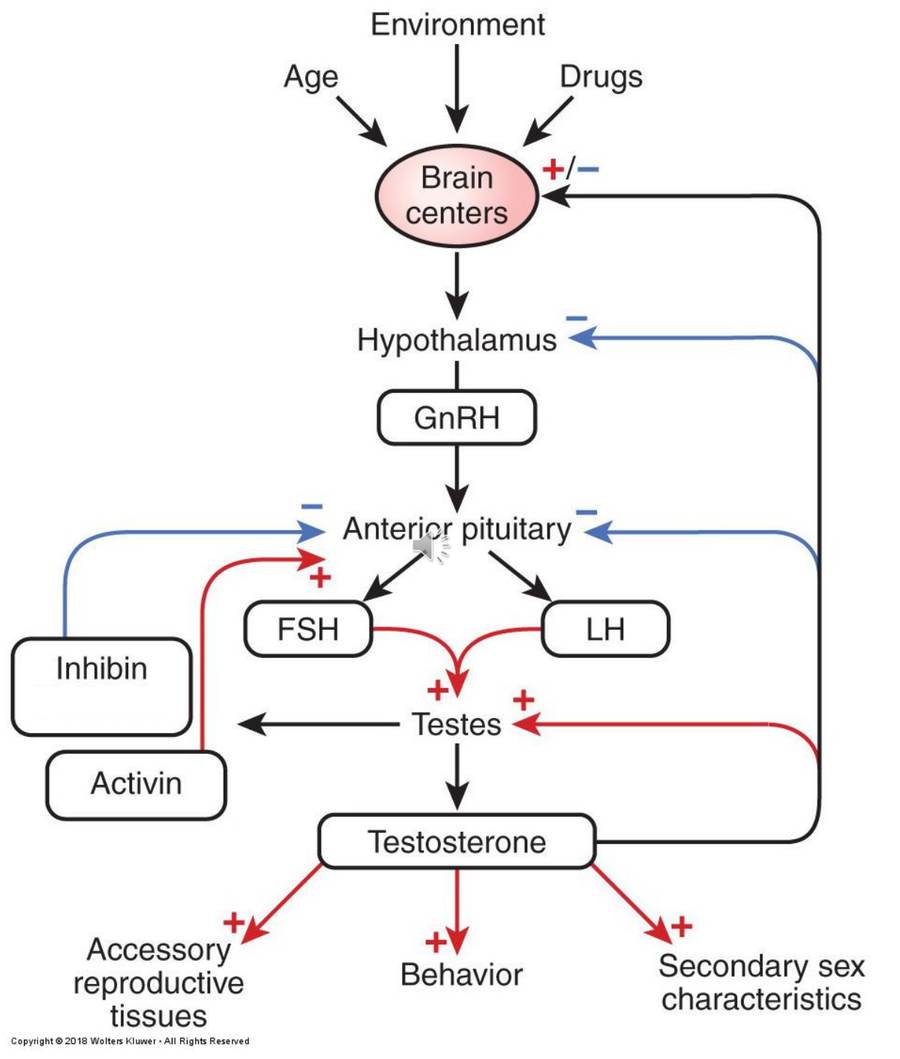 Environment
Age
Drugs
Brain
centers
+/−
Hypothalamus
−
GnRH
−
Anterior pituitary
−
+
FSH
LH
Inhibin
+
Testes
+
Activin
Testosterone
+
Accessory
reproductive
tissues
+
Behavior
+
Secondary sex
characteristics
Copyright © 2018 Wolters Kluwer • All Rights Reserved